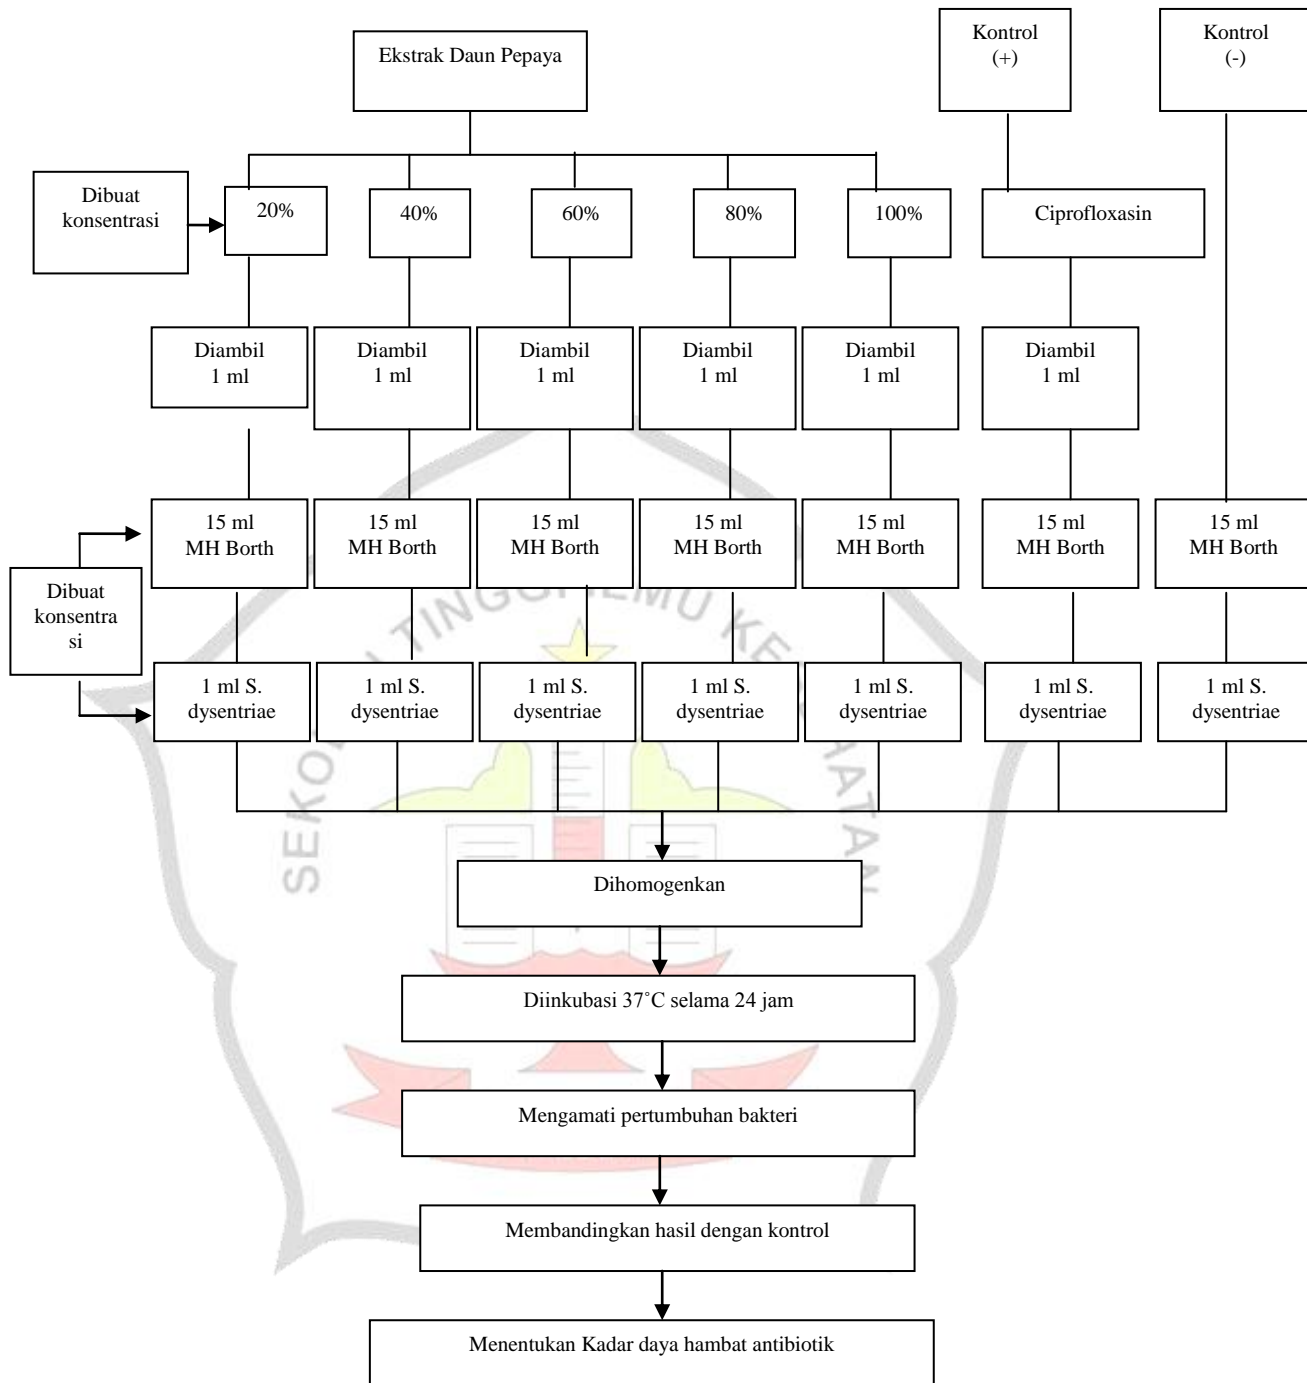 Ekstrak Daun Pepaya
Kontrol
(+)
Kontrol
(-)
Dibuat
konsentrasi
20%
40%
60%
80%
100%
Ciprofloxasin
Diambil
1 ml
Diambil
1 ml
Diambil
1 ml
Diambil
1 ml
Diambil
1 ml
Diambil
1 ml
15 ml
MH Borth
15 ml
MH Borth
15 ml
MH Borth
15 ml
MH Borth
15 ml
MH Borth
15 ml
MH Borth
15 ml
MH Borth
Dibuat
konsentra
si
1 ml S.
dysentriae
1 ml S.
dysentriae
1 ml S.
dysentriae
1 ml S.
dysentriae
1 ml S.
dysentriae
1 ml S.
dysentriae
1 ml S.
dysentriae
Dihomogenkan
Diinkubasi 37˚C selama 24 jam
Mengamati pertumbuhan bakteri
Membandingkan hasil dengan kontrol
Menentukan Kadar daya hambat antibiotik